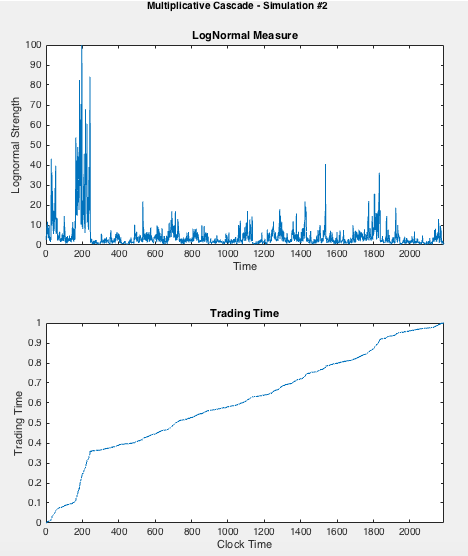 Multiplicative Cascade - Simulation #2
LogNormal Measure
100
90
80
70
60
50
40
30
20
10
0
Lognormal Strength
0 200 400 600 800 1000 1200 1400 1600 1800 2000
Time
Trading Time
1
0.9
0.8
0.7
0.6
0.5
0.4
0.3
0.2
0.1
0
Trading Time
0 200 400 600 800 1000 1200 1400 1600 1800 2000
Clock Time